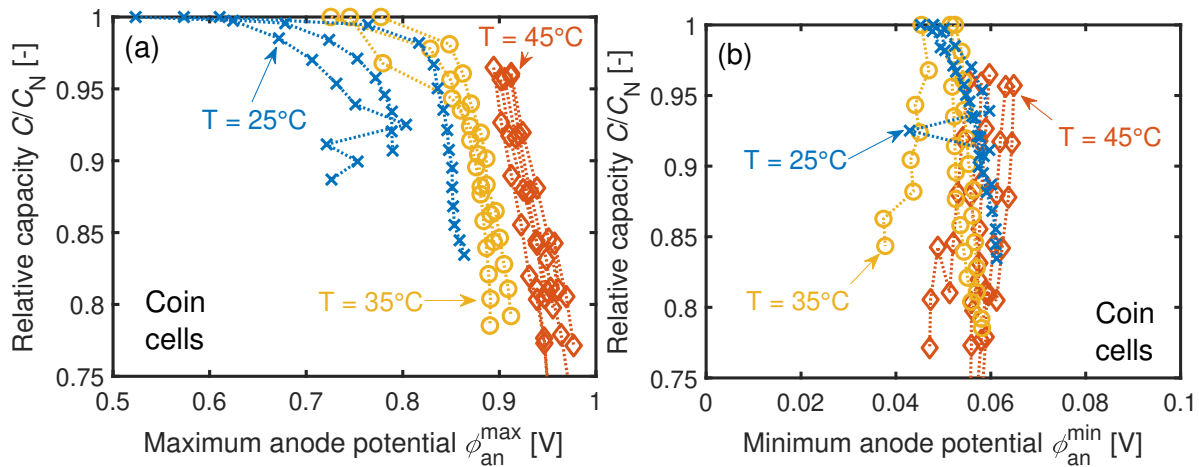 (a)
T = 25°C
T = 45°C
T = 35°C
Coin
cells
Relative capacity C/C_N [-]
1
0.95
0.9
0.85
0.8
0.75
0.5
0.6
0.7
0.8
0.9
1
Maximum anode potential ϕ_an^max [V]
(b)
T = 25°C
T = 45°C
T = 35°C
Coin
cells
Relative capacity C/C_N [-]
1
0.95
0.9
0.85
0.8
0.75
0
0.02
0.04
0.06
0.08
0.1
Minimum anode potential ϕ_an^min [V]